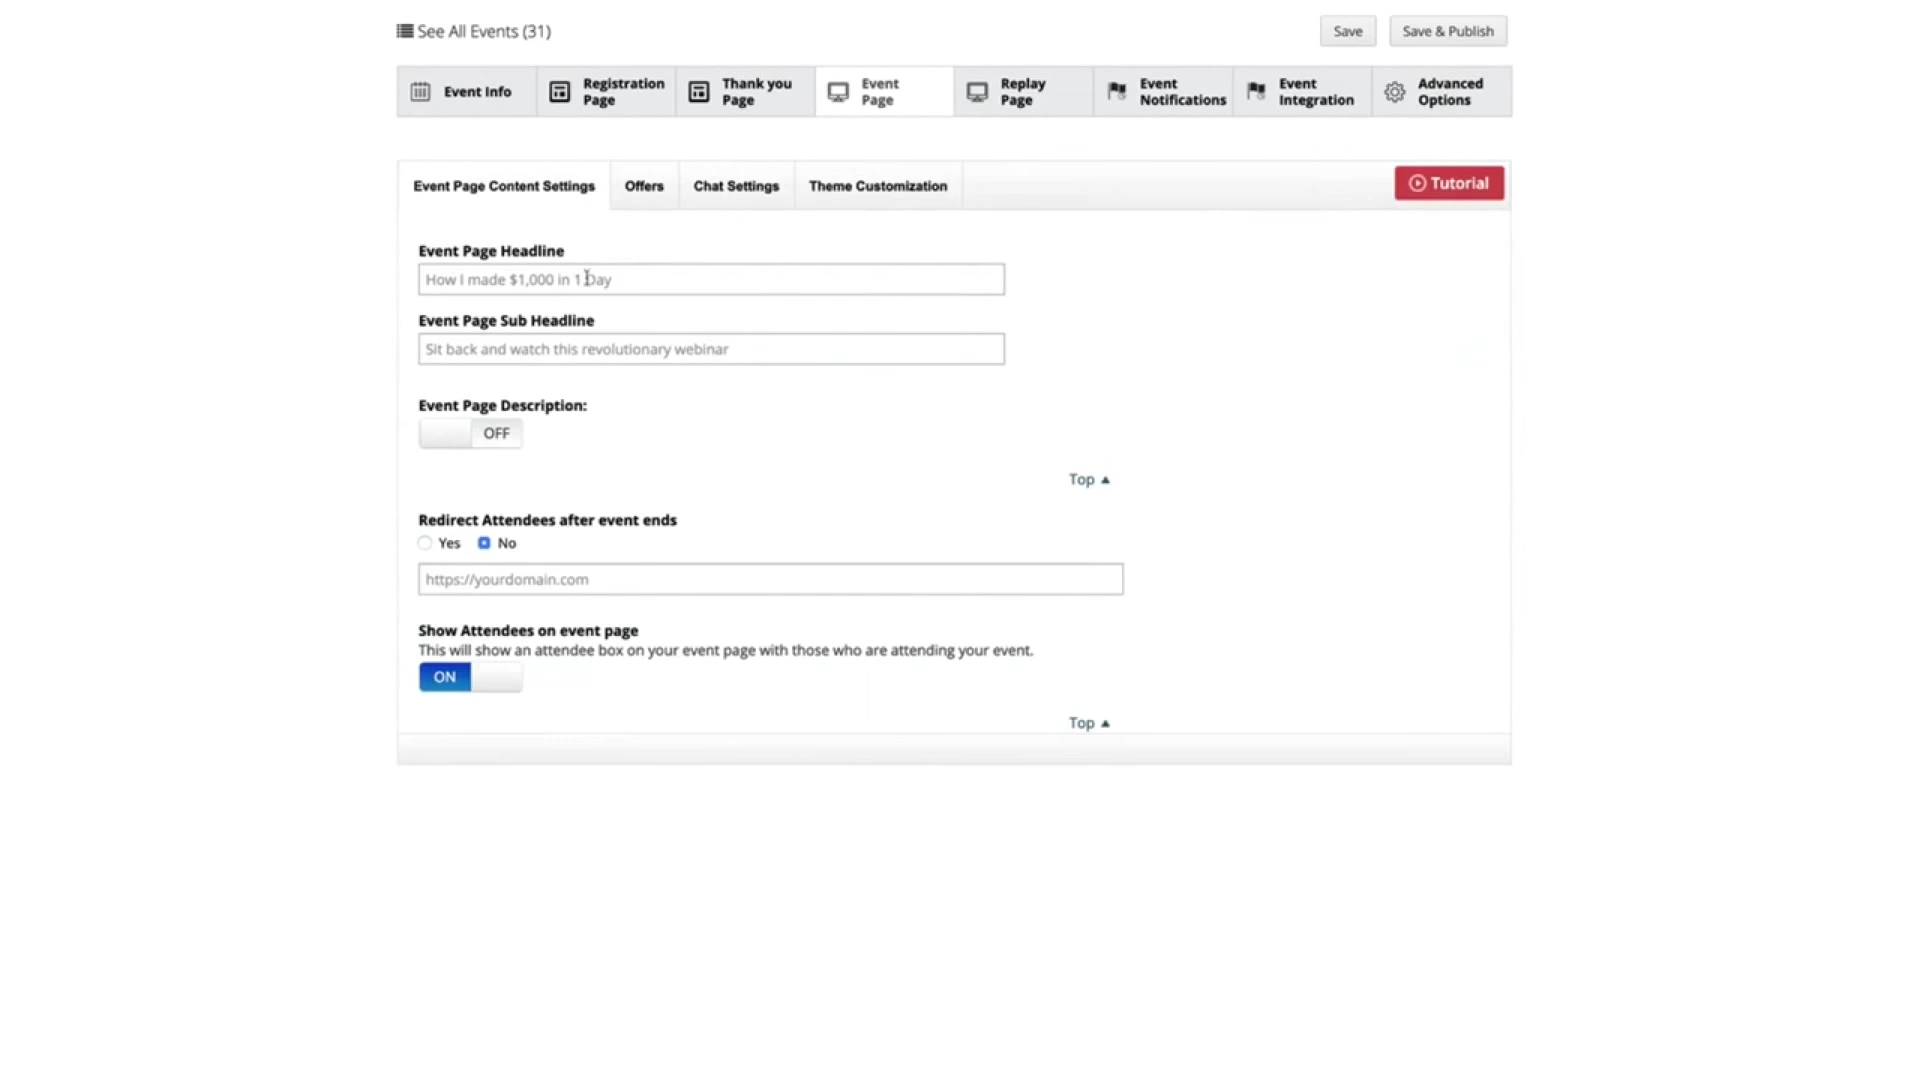 See All Events (31)
Save
Save & Publish
Event Info
Registration
Page
Thank you
Page
Event
Page
Replay
Page
Event
Notifications
Event
Integration
Advanced
Options
Event Page Content Settings
Offers
Chat Settings
Theme Customization
Tutorial
Event Page Headline
How I made $1,000 in 1 Day
Event Page Sub Headline
Sit back and watch this revolutionary webinar
Event Page Description:
OFF
Top ▲
Redirect Attendees after event ends
Yes No
https://yourdomain.com
Show Attendees on event page
This will show an attendee box on your event page with those who are attending your event.
ON
Top ▲